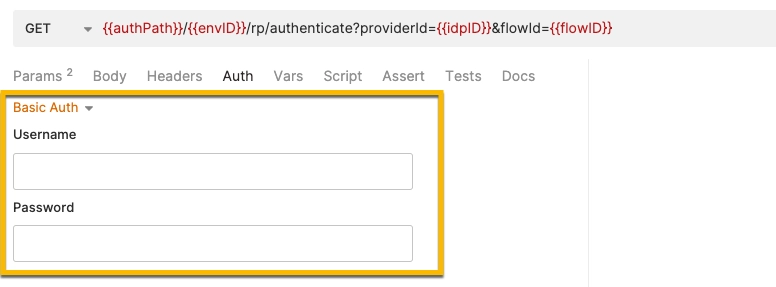 GET {{authPath}}/{{envID}}/rp/authenticate?providerId={{idpID}}&flowId={{flowID}}
Params 2 Body Headers Auth Vars Script Assert Tests Docs
Basic Auth
Username
Password